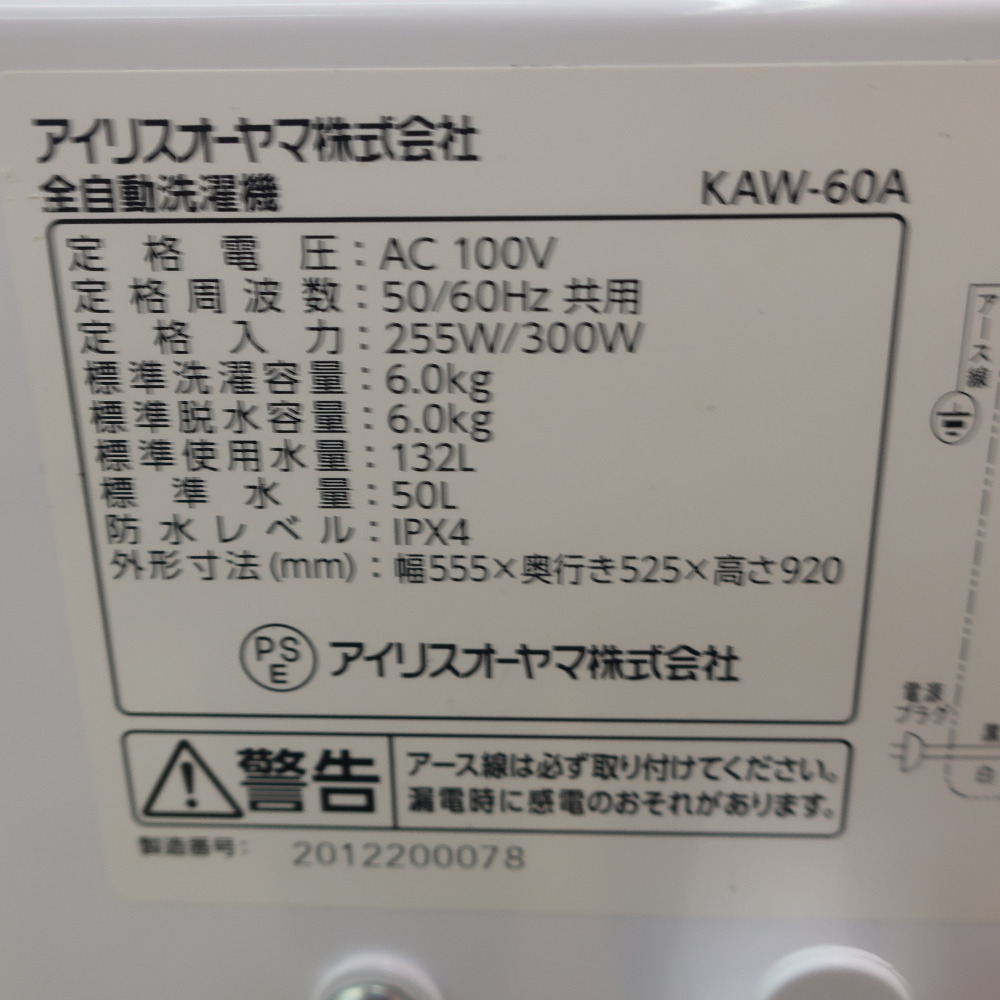 アイリスオーヤマ株式会社
全自動洗濯機
KAW-60A
定格電圧：AC 100V
定格周波数：50/60Hz 共用
定格入力：255W/300W
標準洗濯容量：6.0kg
標準脱水容量：6.0kg
標準使用水量：132L
標準水量：50L
防水レベル：IPX4
外形寸法(mm)：幅555×奥行き525×高さ920
PSE アイリスオーヤマ株式会社
警告
アース線は必ず取り付けてください。
漏電時に感電のおそれがあります。
製造番号：2012200078
アース線
電源
プラグ
白